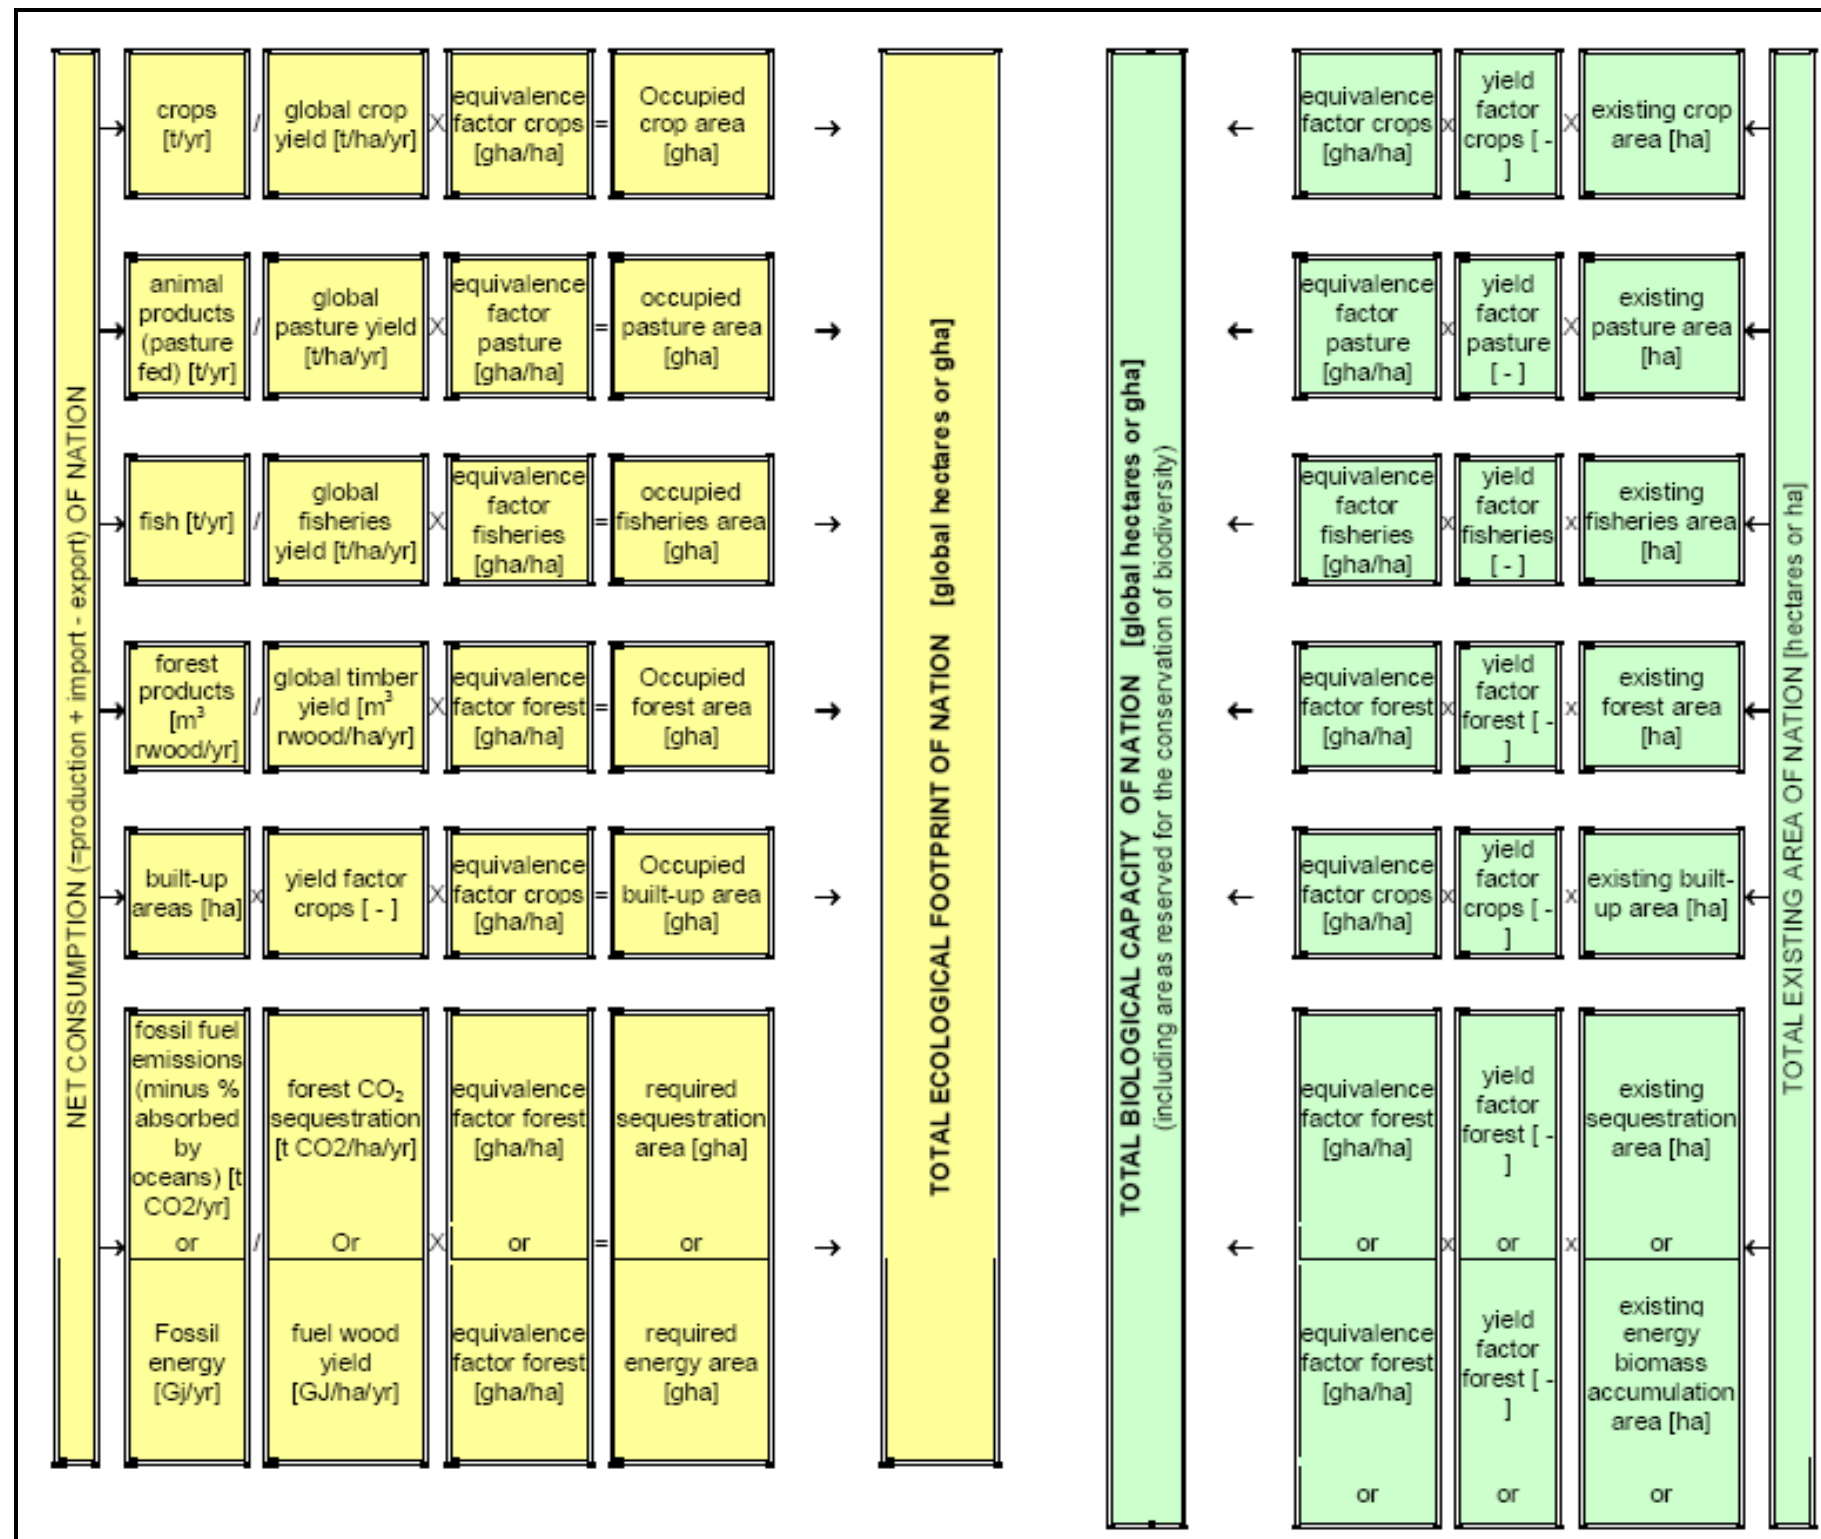 NET CONSUMPTION (=production + import - export) OF NATION
crops
[t/yr]
/
global crop
yield [t/ha/yr]
X
equivalence
factor crops
[gha/ha]
=
Occupied
crop area
[gha]
→
animal
products
(pasture
fed) [t/yr]
/
global
pasture yield
[t/ha/yr]
X
equivalence
factor
pasture
[gha/ha]
=
occupied
pasture area
[gha]
→
fish [t/yr]
/
global
fisheries
yield [t/ha/yr]
X
equivalence
factor
fisheries
[gha/ha]
=
occupied
fisheries area
[gha]
→
forest
products
[m³
rwood/yr]
/
global timber
yield [m³
rwood/ha/yr]
X
equivalence
factor forest
[gha/ha]
=
Occupied
forest area
[gha]
→
built-up
areas [ha]
x
yield factor
crops [ - ]
X
equivalence
factor crops
[gha/ha]
=
Occupied
built-up area
[gha]
→
fossil fuel
emissions
(minus %
absorbed
by
oceans) [t
CO2/yr]
or
Fossil
energy
[Gj/yr]
/
forest CO₂
sequestration
[t CO2/ha/yr]
Or
fuel wood
yield
[GJ/ha/yr]
X
equivalence
factor forest
[gha/ha]
or
equivalence
factor forest
[gha/ha]
=
required
sequestration
area [gha]
or
required
energy area
[gha]
→
TOTAL ECOLOGICAL FOOTPRINT OF NATION [global hectares or gha]
TOTAL BIOLOGICAL CAPACITY OF NATION [global hectares or gha]
(including areas reserved for the conservation of biodiversity)
←
equivalence
factor crops
[gha/ha]
x
yield
factor
crops [ -
]
X
existing crop
area [ha]
←
equivalence
factor
pasture
[gha/ha]
x
yield
factor
pasture
[ - ]
X
existing
pasture area
[ha]
←
equivalence
factor
fisheries
[gha/ha]
x
yield
factor
fisheries
[ - ]
x
existing
fisheries area
[ha]
←
equivalence
factor forest
[gha/ha]
x
yield
factor
forest [ -
]
x
existing
forest area
[ha]
←
equivalence
factor crops
[gha/ha]
x
yield
factor
crops [ -
]
x
existing built-
up area [ha]
←
equivalence
factor forest
[gha/ha]
or
equivalence
factor forest
[gha/ha]
or
x
yield
factor
forest [ -
]
or
yield
factor
forest [ -
]
or
x
existing
sequestration
area [ha]
or
existing
energy
biomass
accumulation
area [ha]
or
TOTAL EXISTING AREA OF NATION [hectares or ha]